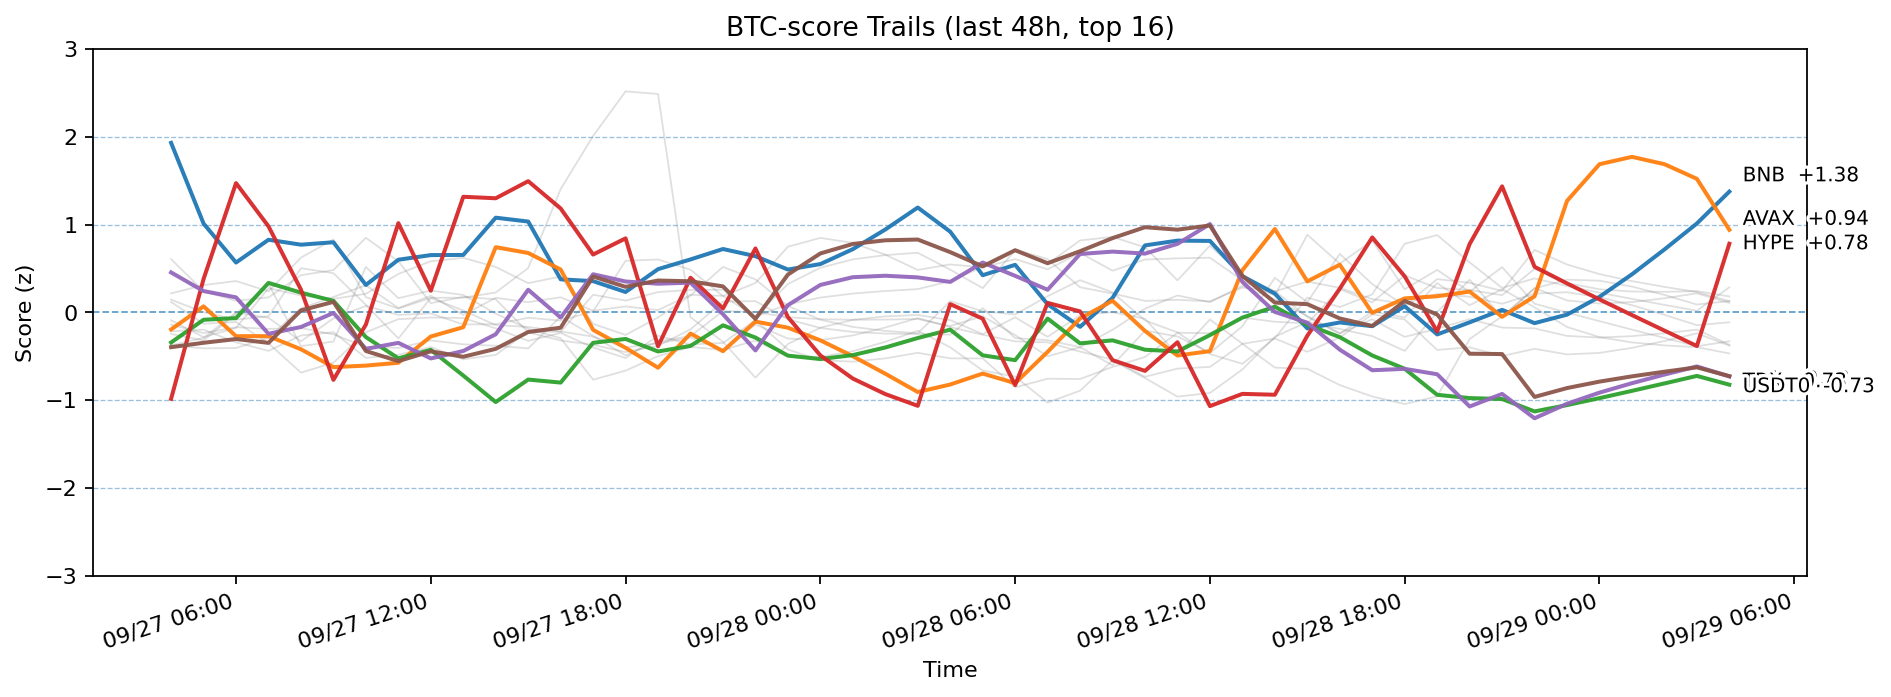 BTC-score Trails (last 48h, top 16)
Score (z)
3
2
1
0
−1
−2
−3
BNB +1.38
AVAX +0.94
HYPE +0.78
USDT0 -0.73
09/27 06:00
09/27 12:00
09/27 18:00
09/28 00:00
09/28 06:00
09/28 12:00
09/28 18:00
09/29 00:00
09/29 06:00
Time